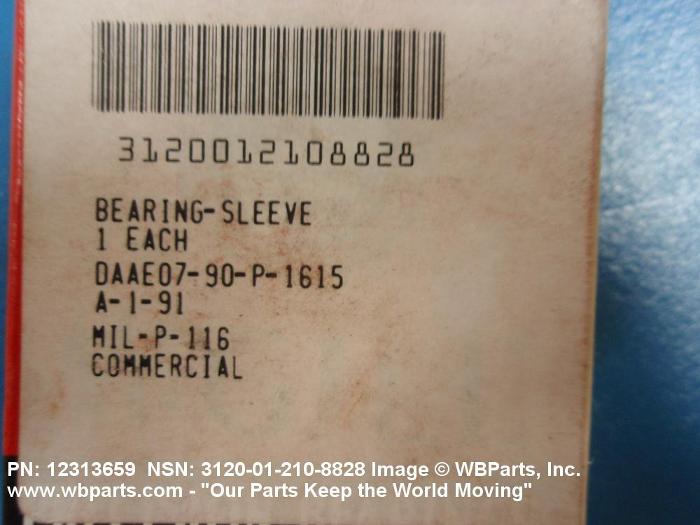 3120012108828
BEARING-SLEEVE
1 EACH
DAAE07-90-P-1615
A-1-91
MIL-P-116
COMMERCIAL
PN: 12313659 NSN: 3120-01-210-8828 Image © WBParts, Inc.
www.wbparts.com - "Our Parts Keep the World Moving"